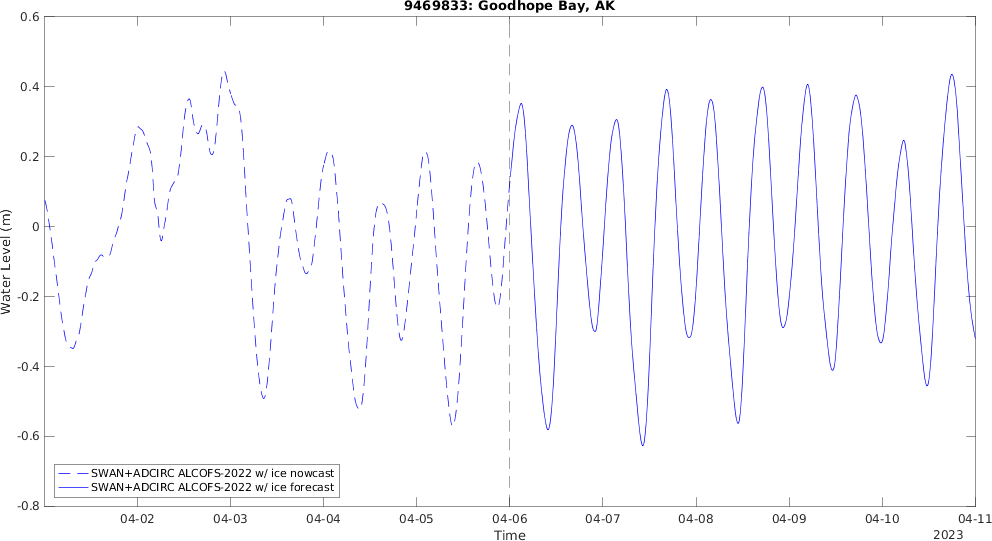 9469833: Goodhope Bay, AK
Water Level (m)
0.6
0.4
0.2
0
-0.2
-0.4
-0.6
-0.8
SWAN+ADCIRC ALCOFS-2022 w/ ice nowcast
SWAN+ADCIRC ALCOFS-2022 w/ ice forecast
04-02 04-03 04-04 04-05 04-06 04-07 04-08 04-09 04-10 04-11
Time
2023